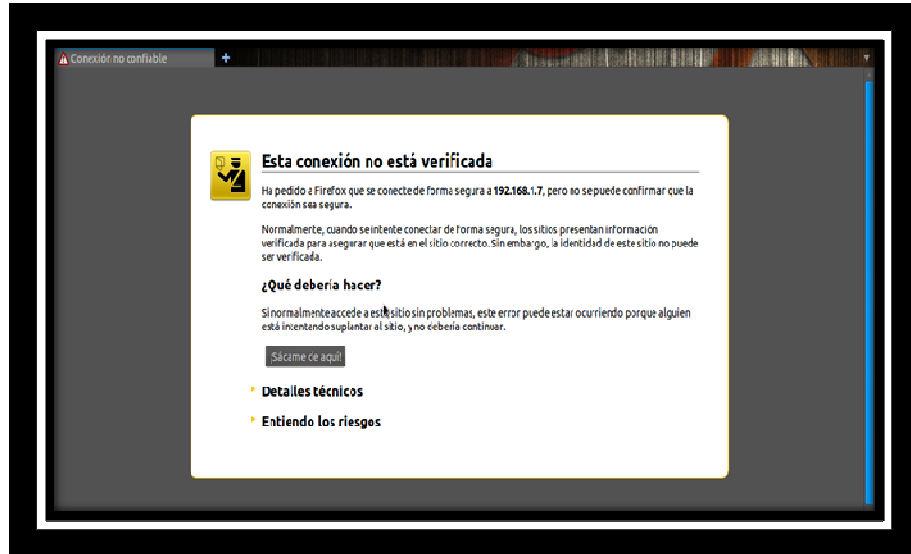 Conexión no confiable
Esta conexión no está verificada
Ha pedido a Firefox que se conecte de forma segura a 192.168.1.7, pero no se puede confirmar que la
conexión sea segura.
Normalmente, cuando se intente conectar de forma segura, los sitios presentan información
verificada para asegurar que está en el sitio correcto. Sin embargo, la identidad de este sitio no puede
ser verificada.
¿Qué debería hacer?
Si normalmente accede a este sitio sin problemas, este error puede estar ocurriendo porque alguien
está intentando suplantar al sitio, y no debería continuar.
¡Sácame de aquí!
Detalles técnicos
Entiendo los riesgos